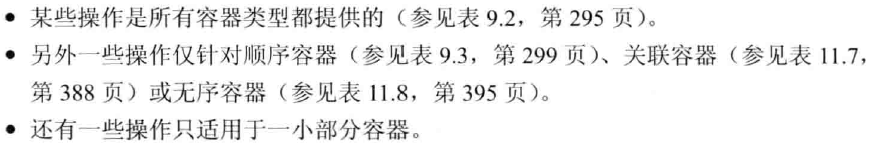 ● 某些操作是所有容器类型都提供的（参见表 9.2，第 295 页）。
● 另外一些操作仅针对顺序容器（参见表 9.3，第 299 页）、关联容器（参见表 11.7，
第 388 页）或无序容器（参见表 11.8，第 395 页）。
● 还有一些操作只适用于一小部分容器。